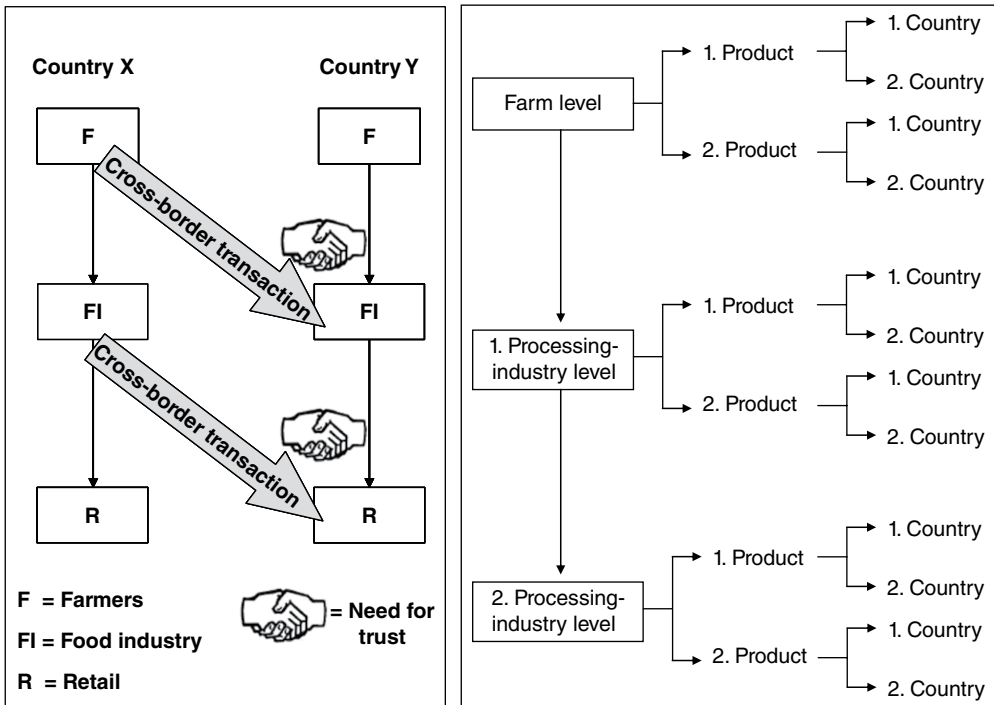 Country X
Country Y
F
F
Cross-border transaction
FI
FI
Cross-border transaction
R
R
F = Farmers
FI = Food industry
R = Retail
= Need for
trust
Farm level
1. Product
1. Country
2. Country
2. Product
1. Country
2. Country
1. Processing-
industry level
1. Product
1. Country
2. Country
2. Product
1. Country
2. Country
2. Processing-
industry level
1. Product
1. Country
2. Country
2. Product
1. Country
2. Country